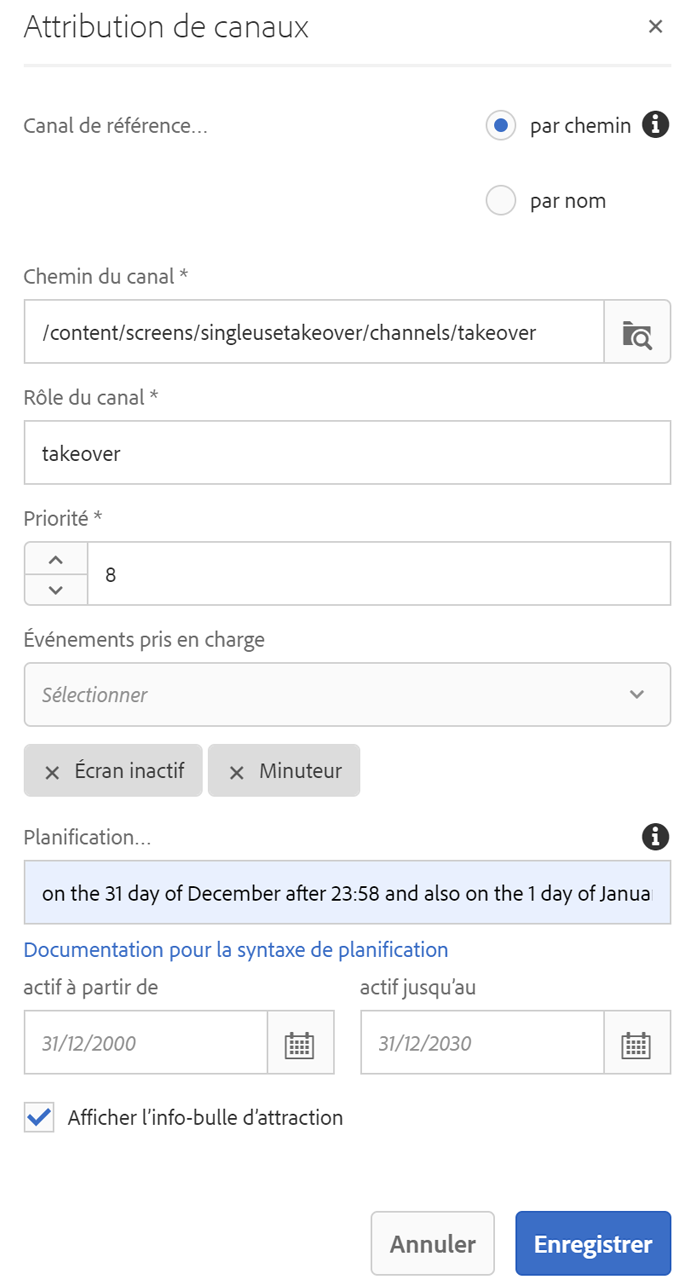 Attribution de canaux
Canal de référence...
par chemin
par nom
Chemin du canal *
/content/screens/singleusetakeover/channels/takeover
Rôle du canal *
takeover
Priorité *
8
Événements pris en charge
Sélectionner
Écran inactif
Minuteur
Planification...
on the 31 day of December after 23:58 and also on the 1 day of Janua
Documentation pour la syntaxe de planification
actif à partir de
actif jusqu'au
31/12/2000
31/12/2030
Afficher l'info-bulle d'attraction
Annuler
Enregistrer